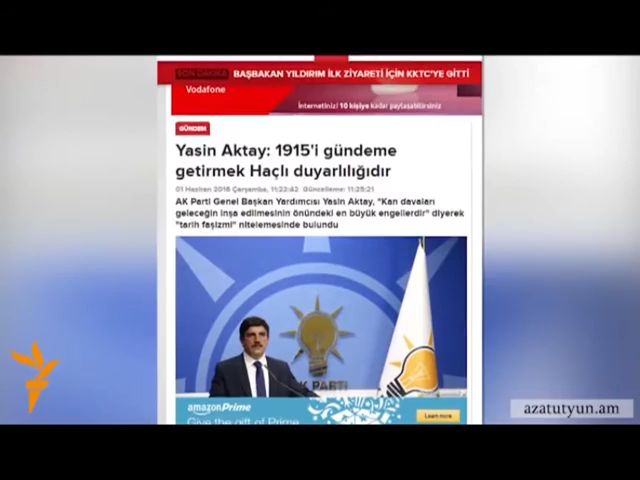 SON DAKİKA BAŞBAKAN YILDIRIM İLK ZİYARETİ İÇİN KKTC'YE GİTTİ
Vodafone
İnternetinizi 10 kişiye kadar paylaşabilirsiniz
GÜNDEM
Yasin Aktay: 1915'i gündeme
getirmek Haçlı duyarlılığıdır
01 Haziran 2016 Çarşamba, 11:22:42 Güncelleme: 11:25:21
AK Parti Genel Başkan Yardımcısı Yasin Aktay, "Kan davaları
geleceğin inşa edilmesinin önündeki en büyük engellerdir" diyerek
"tarih faşizmi" nitelemesinde bulundu
AK PARTİ
amazonPrime
Give the gift of Prime
Learn more
azatutyun.am